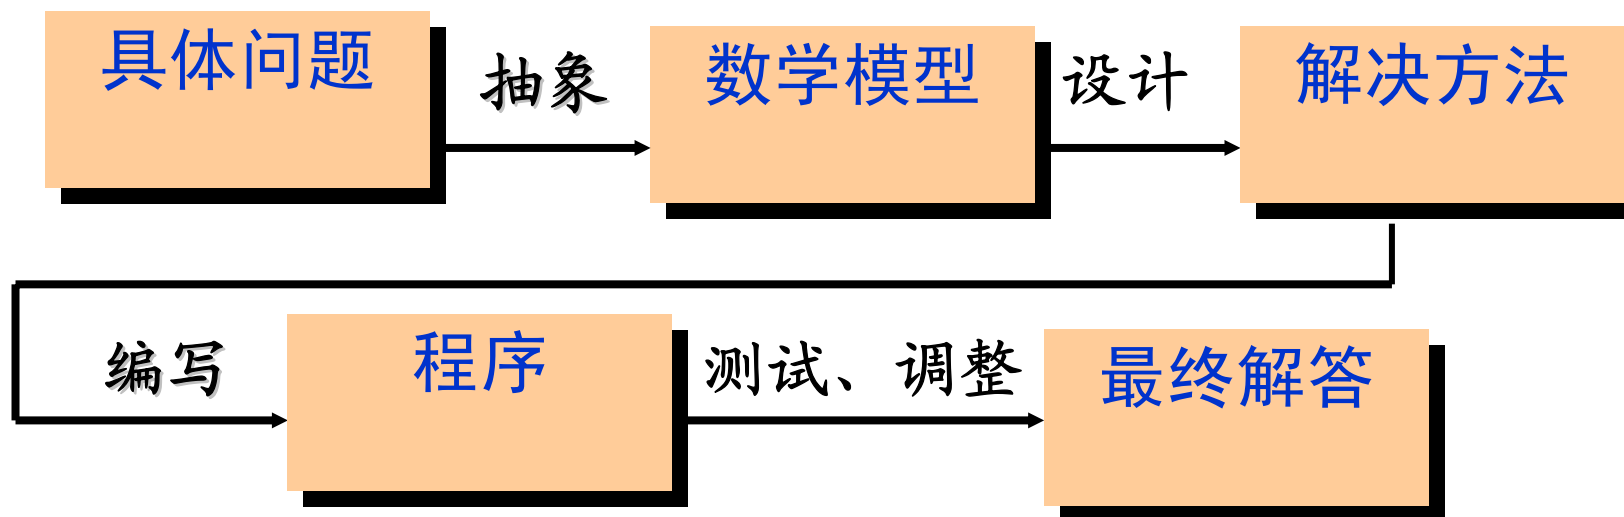 具体问题
抽象
数学模型
设计
解决方法
编写
程序
测试、调整
最终解答